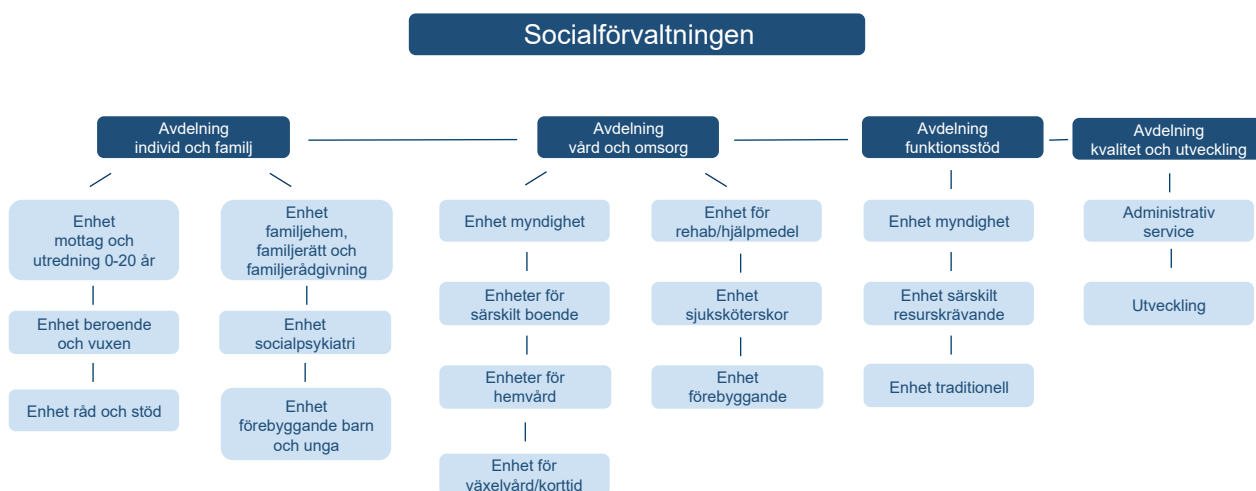 Socialförvaltningen
Avdelning
individ och familj
Avdelning
vård och omsorg
Avdelning
funktionsstöd
Avdelning
kvalitet och utveckling
Enhet
mottag och
utredning 0-20 år
Enhet
familjehem,
familjerätt och
familjerådgivning
Enhet myndighet
Enhet för
rehab/hjälpmedel
Enhet myndighet
Administrativ
service
Enhet beroende
och vuxen
Enhet
socialpsykiatri
Enheter för
särskilt boende
Enhet
sjuksköterskor
Enhet särskilt
resurskrävande
Utveckling
Enhet råd och stöd
Enhet
förebyggande barn
och unga
Enheter för
hemvård
Enhet
förebyggande
Enhet traditionell
Enhet för
växelvård/korttid